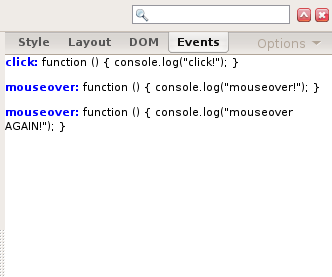 Style Layout DOM Events Options
click: function () { console.log("click!"); }
mouseover: function () { console.log("mouseover!"); }
mouseover: function () { console.log("mouseover
AGAIN!"); }